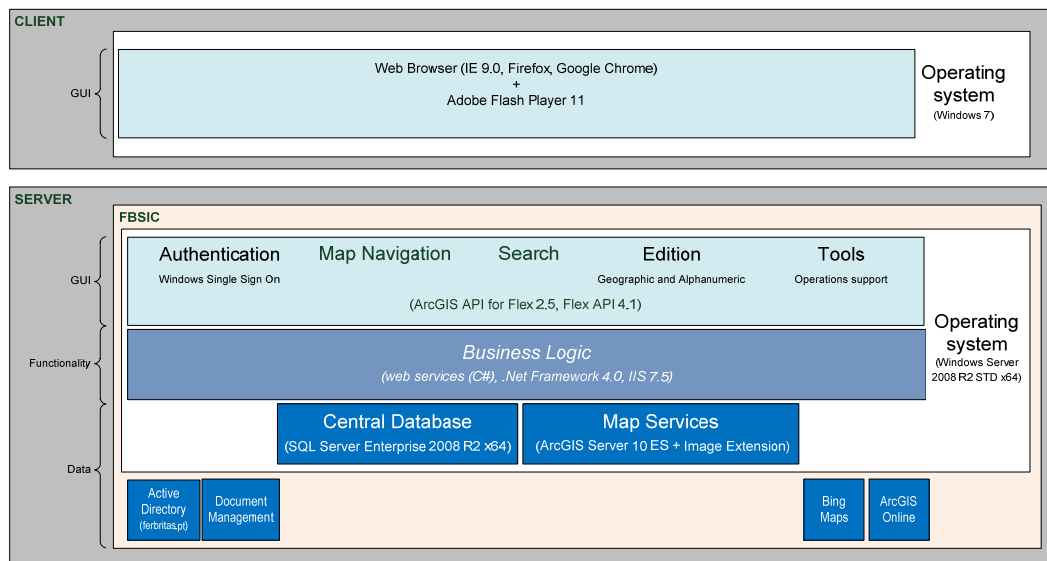 CLIENT
GUI
Web Browser (IE 9.0, Firefox, Google Chrome)
+
Adobe Flash Player 11
Operating
system
(Windows 7)
SERVER
FBSIC
GUI
Authentication
Windows Single Sign On
Map Navigation
Search
Edition
Geographic and Alphanumeric
Tools
Operations support
(ArcGIS API for Flex 2.5, Flex API 4.1)
Functionality
Business Logic
(web services (C#), .Net Framework 4.0, IIS 7.5)
Operating
system
(Windows Server
2008 R2 STD x64)
Data
Central Database
(SQL Server Enterprise 2008 R2 x64)
Map Services
(ArcGIS Server 10 ES + Image Extension)
Active
Directory
(ferbritas.pt)
Document
Management
Bing
Maps
ArcGIS
Online